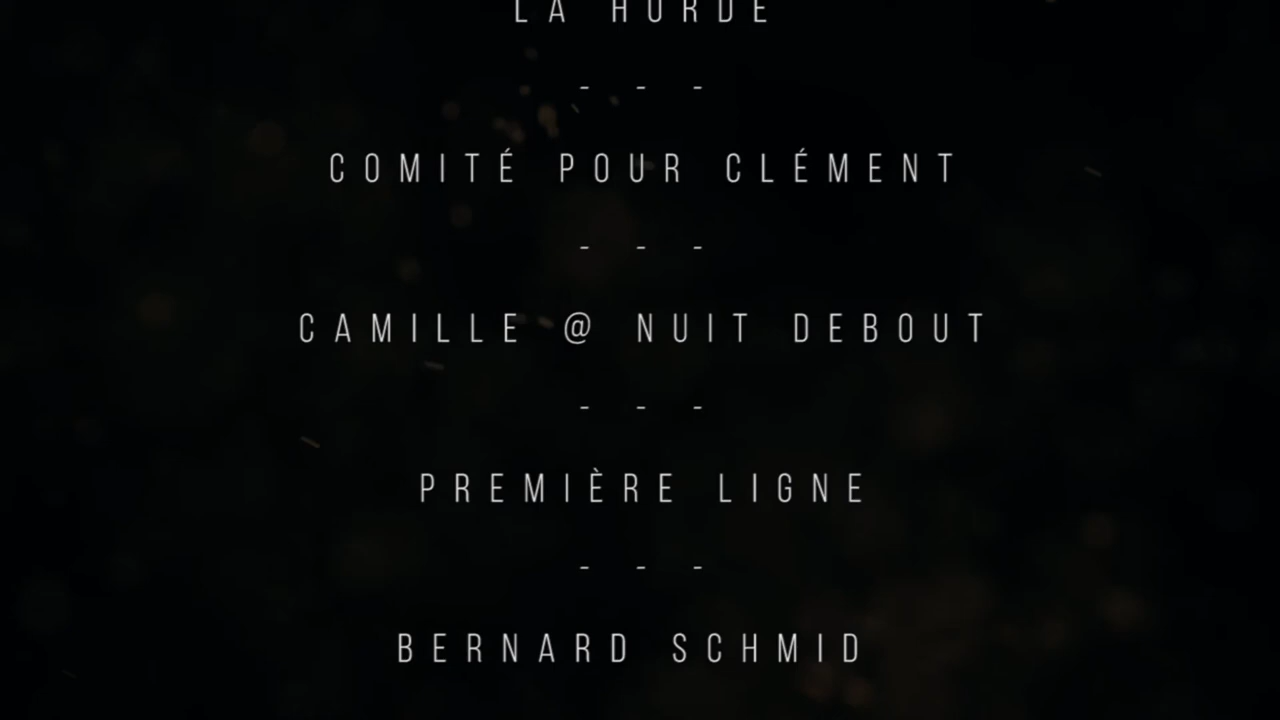 LA HORDE
- - -
COMITÉ POUR CLÉMENT
- - -
CAMILLE @ NUIT DEBOUT
- - -
PREMIÈRE LIGNE
- - -
BERNARD SCHMID